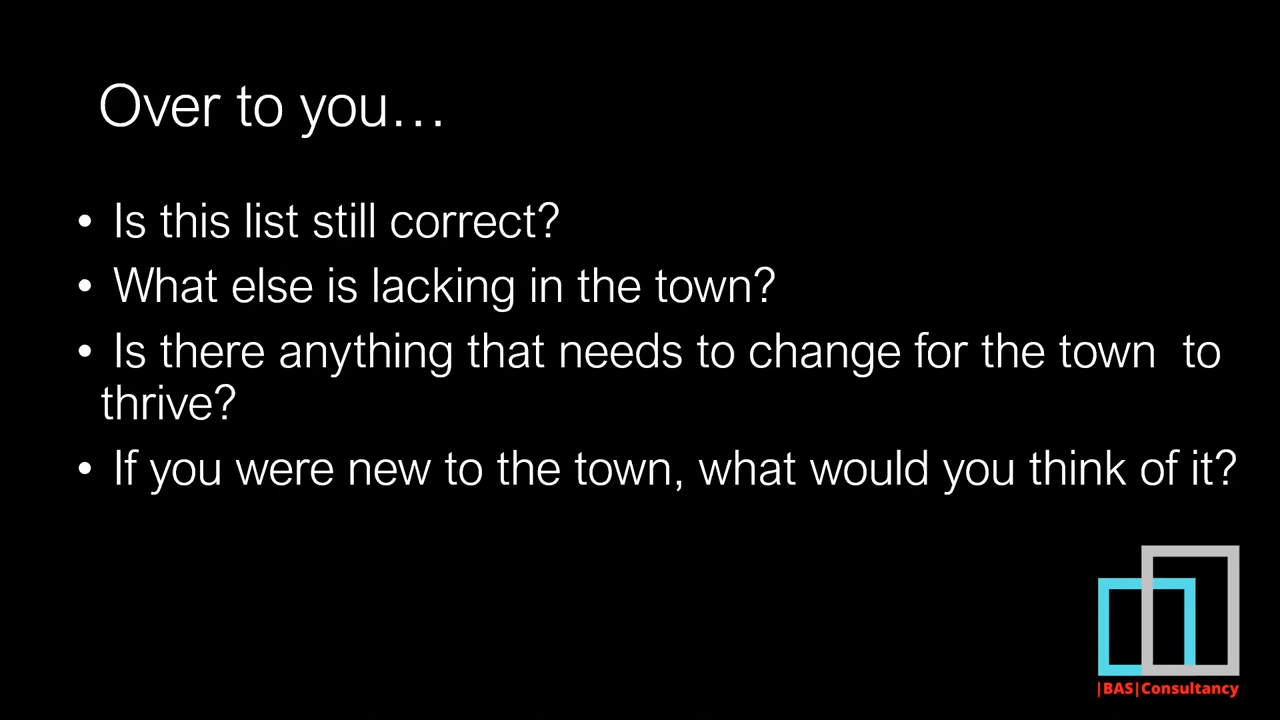 Over to you…
• Is this list still correct?
• What else is lacking in the town?
• Is there anything that needs to change for the town  to
thrive?
• If you were new to the town, what would you think of it?
|BAS|Consultancy